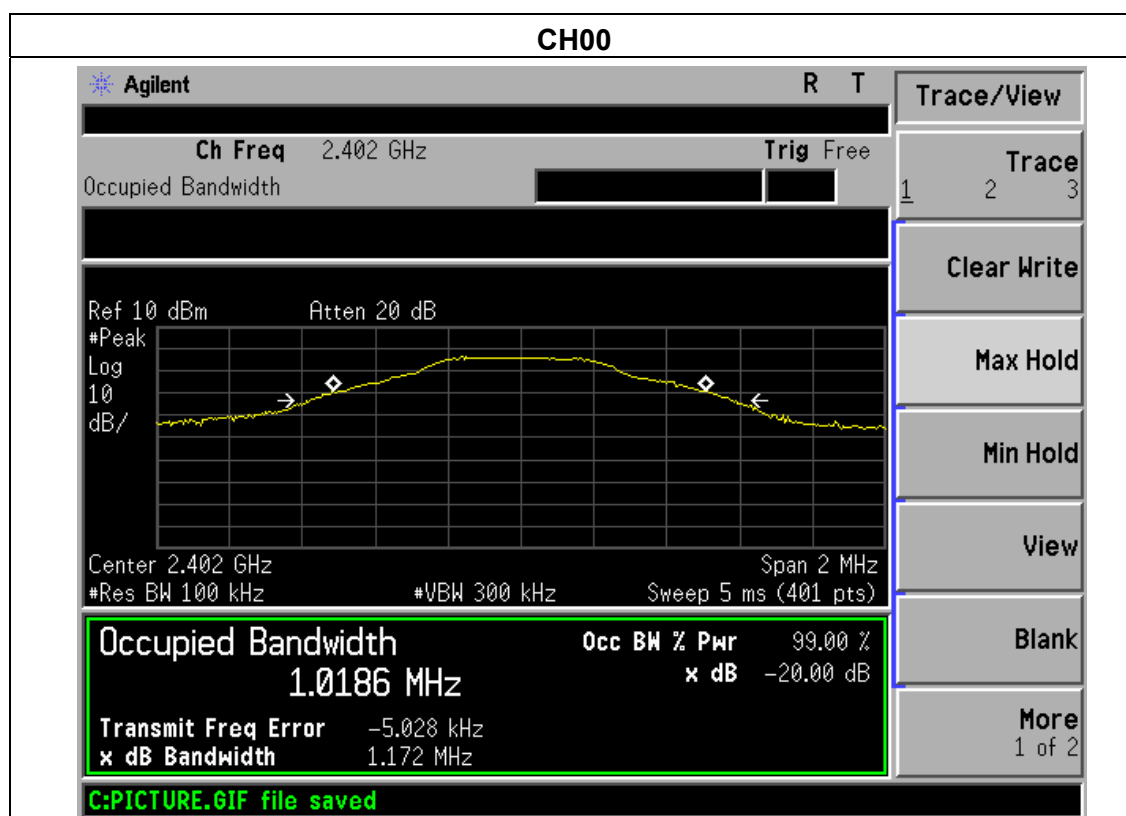 CH00
Agilent R T
Trace/View
Ch Freq 2.402 GHz Trig Free
Occupied Bandwidth
Trace
1 2 3
Clear Write
Max Hold
Min Hold
View
Blank
More
1 of 2
Ref 10 dBm Atten 20 dB
#Peak
Log
10
dB/
Center 2.402 GHz Span 2 MHz
#Res BW 100 kHz #VBW 300 kHz Sweep 5 ms (401 pts)
Occupied Bandwidth Occ BW % Pwr 99.00 %
1.0186 MHz x dB -20.00 dB
Transmit Freq Error -5.028 kHz
x dB Bandwidth 1.172 MHz
C:PICTURE.GIF file saved